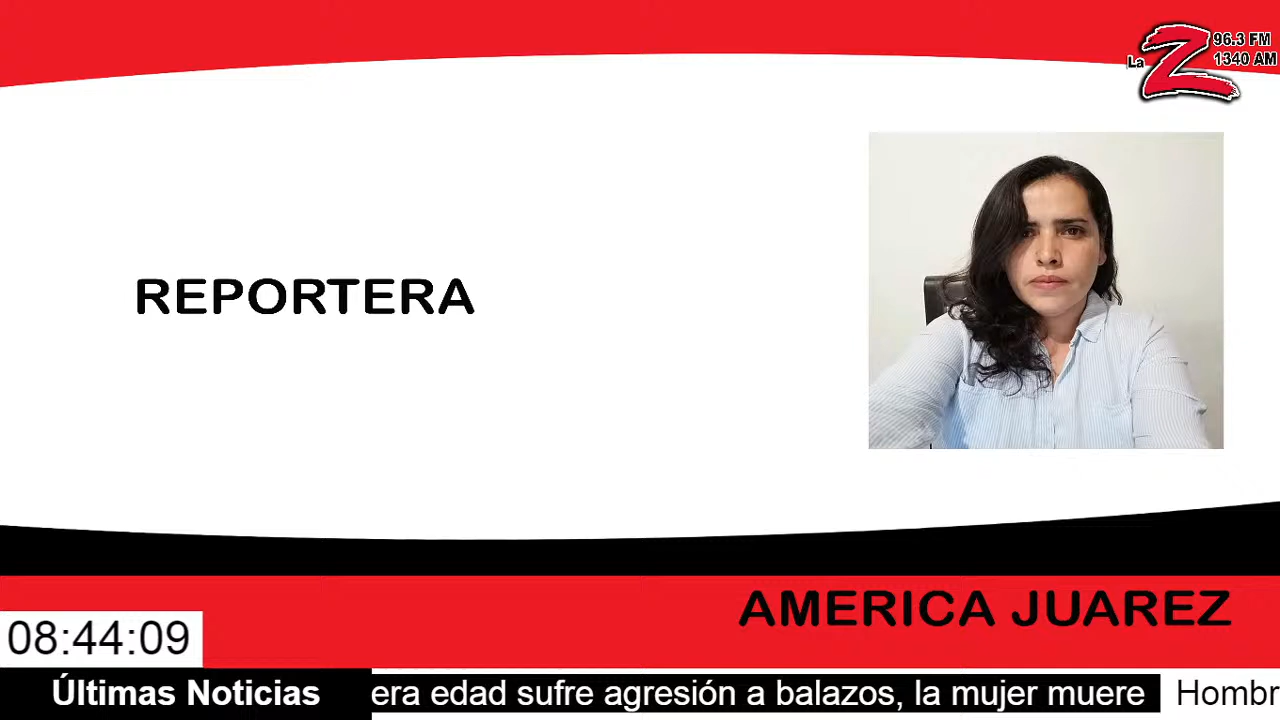 96.3 FM
La Z 1340 AM
REPORTERA
AMERICA JUAREZ
08:44:09
Últimas Noticias era edad sufre agresión a balazos, la mujer muere Hombr